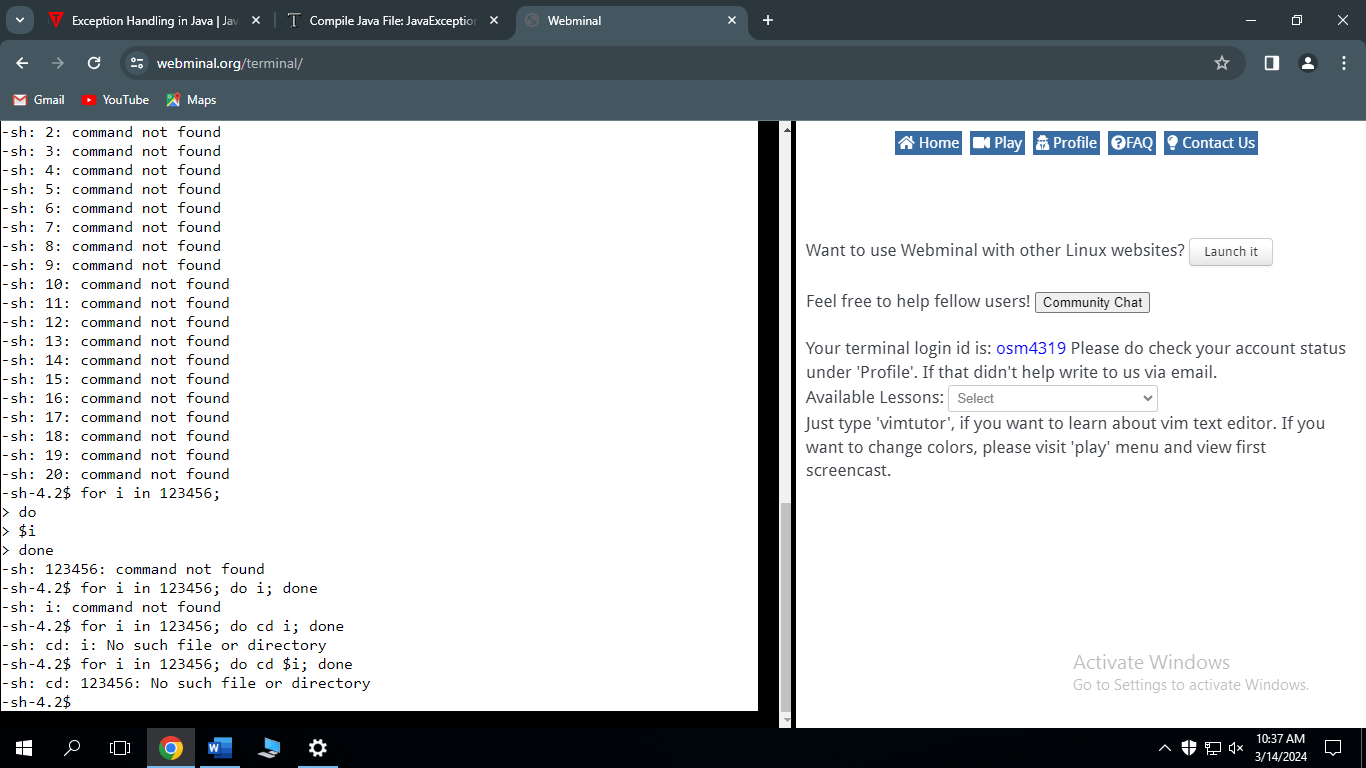 Exception Handling in Java | Jav
Compile Java File: JavaException
Webminal
webminal.org/terminal/
Gmail
YouTube
Maps
-sh: 2: command not found
-sh: 3: command not found
-sh: 4: command not found
-sh: 5: command not found
-sh: 6: command not found
-sh: 7: command not found
-sh: 8: command not found
-sh: 9: command not found
-sh: 10: command not found
-sh: 11: command not found
-sh: 12: command not found
-sh: 13: command not found
-sh: 14: command not found
-sh: 15: command not found
-sh: 16: command not found
-sh: 17: command not found
-sh: 18: command not found
-sh: 19: command not found
-sh: 20: command not found
-sh-4.2$ for i in 123456;
> do
> $i
> done
-sh: 123456: command not found
-sh-4.2$ for i in 123456; do i; done
-sh: i: command not found
-sh-4.2$ for i in 123456; do cd i; done
-sh: cd: i: No such file or directory
-sh-4.2$ for i in 123456; do cd $i; done
-sh: cd: 123456: No such file or directory
-sh-4.2$
Home Play Profile FAQ Contact Us
Want to use Webminal with other Linux websites? Launch it
Feel free to help fellow users! Community Chat
Your terminal login id is: osm4319 Please do check your account status
under 'Profile'. If that didn't help write to us via email.
Available Lessons: Select
Just type 'vimtutor', if you want to learn about vim text editor. If you
want to change colors, please visit 'play' menu and view first
screencast.
Activate Windows
Go to Settings to activate Windows.
10:37 AM
3/14/2024